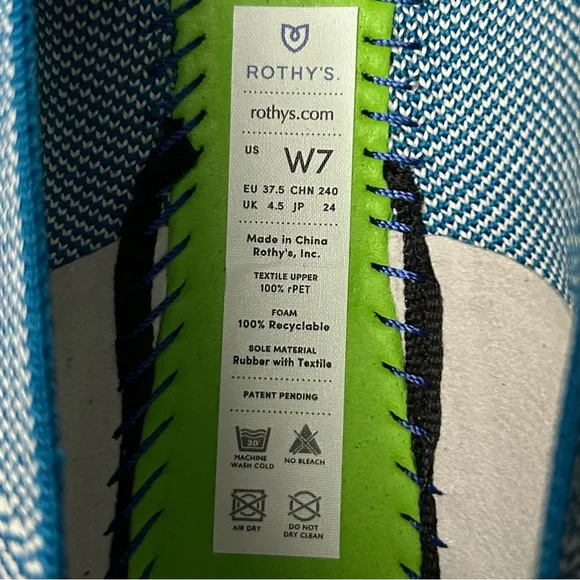 ROTHY'S.
rothys.com
US W7
EU 37.5 CHN 240
UK 4.5 JP 24
Made in China
Rothy's, Inc.
TEXTILE UPPER
100% rPET
FOAM
100% Recyclable
SOLE MATERIAL
Rubber with Textile
PATENT PENDING
30
MACHINE
WASH COLD
NO BLEACH
AIR DRY
DO NOT
DRY CLEAN